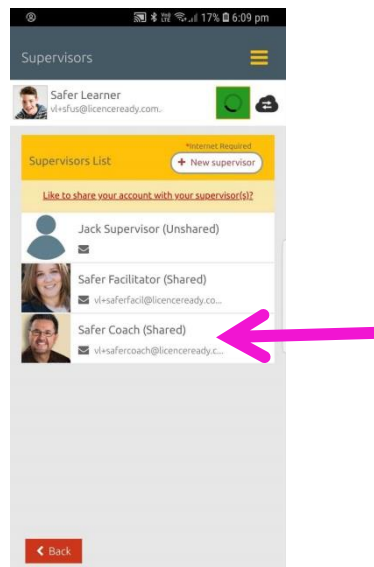 17% 6:09 pm
Supervisors
Safer Learner
vl+sfus@licenceready.com..
*Internet Required
Supervisors List
+ New supervisor
Like to share your account with your supervisor(s)?
Jack Supervisor (Unshared)
Safer Facilitator (Shared)
vl+saferfacil@licenceready.co...
Safer Coach (Shared)
vl+safercoach@licenceready.c...
Back